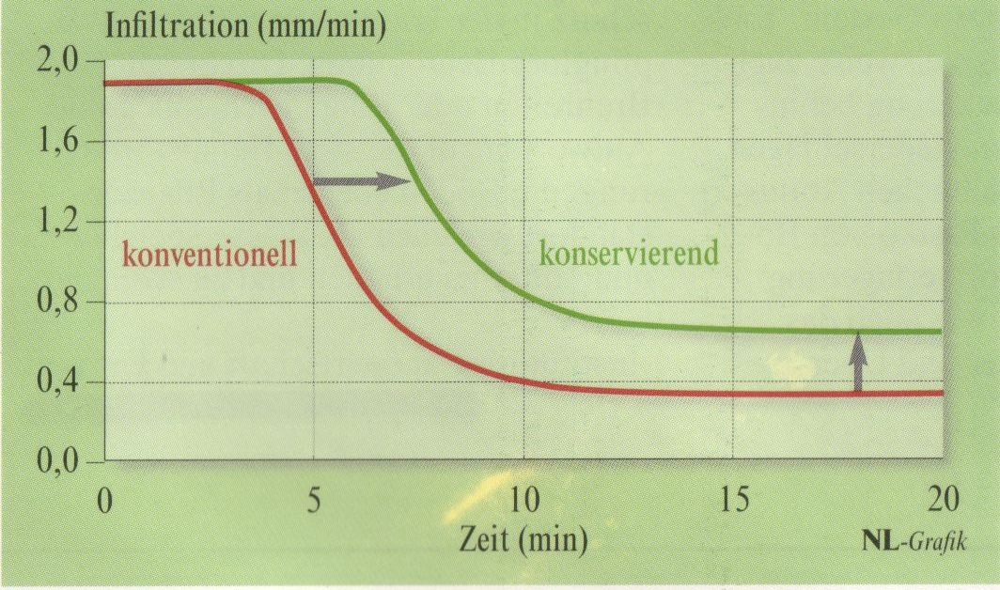 Infiltration (mm/min)
2,0
1,6
1,2
konventionell
konservierend
0,8
0,4
0,0
0
5
10
15
20
Zeit (min)
NL-Grafik